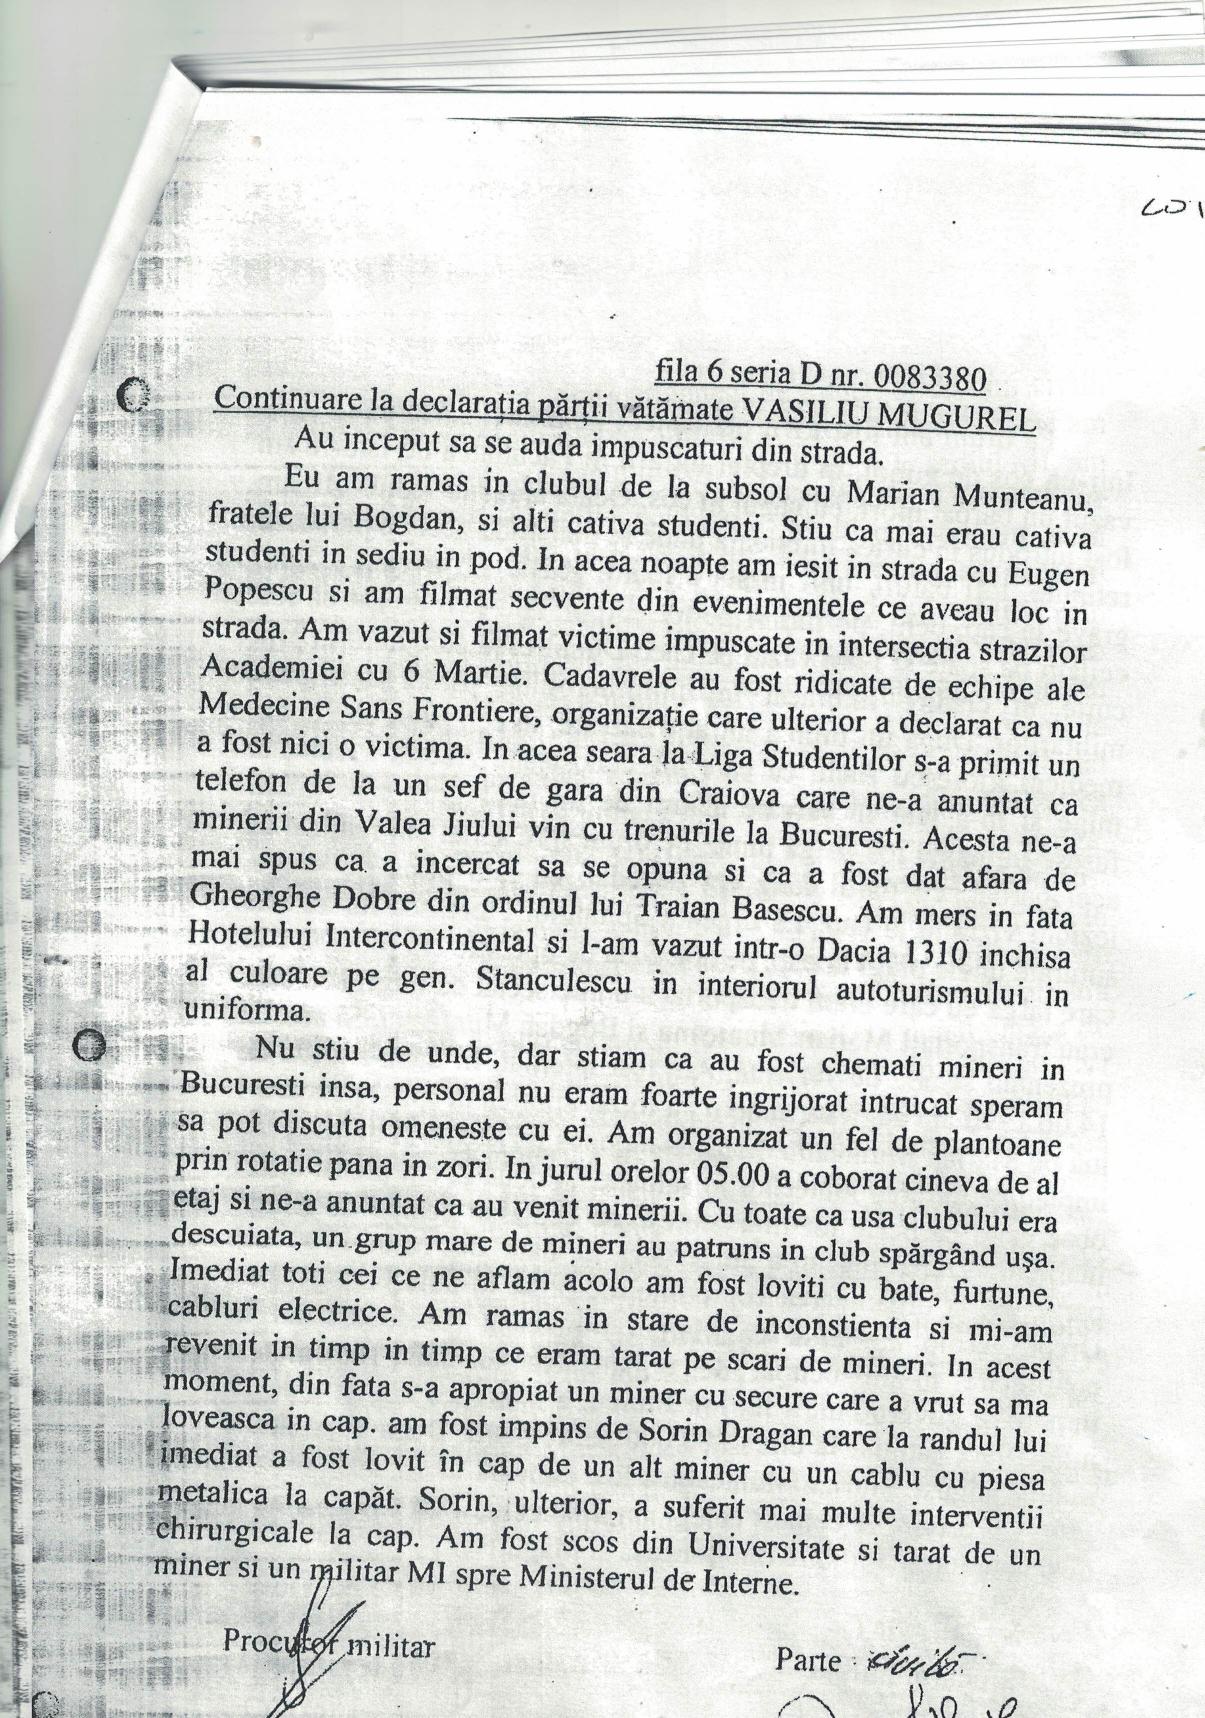 fila 6 seria D nr. 0083380
Continuare la declarația părții vătămate VASILIU MUGUREL
Au inceput sa se auda impuscaturi din strada.
Eu am ramas in clubul de la subsol cu Marian Munteanu,
fratele lui Bogdan, si alti cativa studenti. Stiu ca mai erau cativa
studenti in sediu in pod. In acea noapte am iesit in strada cu Eugen
Popescu si am filmat secvente din evenimentele ce aveau loc in
strada. Am vazut si filmat victime impuscate in intersectia strazilor
Academiei cu 6 Martie. Cadavrele au fost ridicate de echipe ale
Medecine Sans Frontiere, organizație care ulterior a declarat ca nu
a fost nici o victima. In acea seara la Liga Studentilor s-a primit un
telefon de la un sef de gara din Craiova care ne-a anuntat ca
minerii din Valea Jiului vin cu trenurile la Bucuresti. Acesta ne-a
mai spus ca a incercat sa se opuna si ca a fost dat afara de
Gheorghe Dobre din ordinul lui Traian Basescu. Am mers in fata
Hotelului Intercontinental si l-am vazut intr-o Dacia 1310 inchisa
al culoare pe gen. Stanculescu in interiorul autoturismului in
uniforma.
Nu stiu de unde, dar stiam ca au fost chemati mineri in
Bucuresti insa, personal nu eram foarte ingrijorat intrucat speram
sa pot discuta omeneste cu ei. Am organizat un fel de plantoane
prin rotatie pana in zori. In jurul orelor 05.00 a coborat cineva de al
etaj si ne-a anuntat ca au venit minerii. Cu toate ca usa clubului era
descuiata, un grup mare de mineri au patruns in club spărgând uşa.
Imediat toti cei ce ne aflam acolo am fost loviti cu bate, furtune,
cabluri electrice. Am ramas in stare de inconstienta si mi-am
revenit in timp in timp ce eram tarat pe scari de mineri. In acest
moment, din fata s-a apropiat un miner cu secure care a vrut sa ma
loveasca in cap. am fost impins de Sorin Dragan care la randul lui
imediat a fost lovit în cap de un alt miner cu un cablu cu piesa
metalica la capăt. Sorin, ulterior, a suferit mai multe interventii
chirurgicale la cap. Am fost scos din Universitate si tarat de un
miner si un militar MI spre Ministerul de Interne.
Procutor militar
Parte civilă